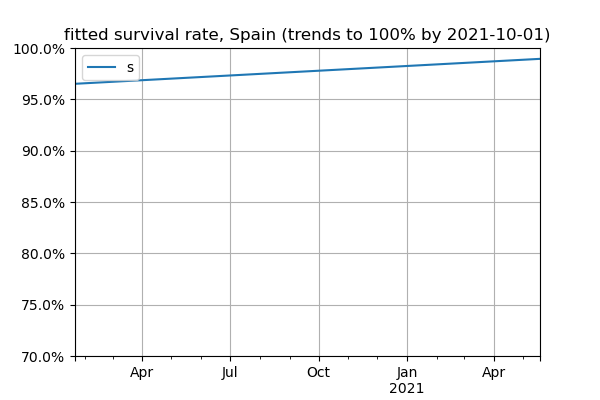 fitted survival rate, Spain (trends to 100% by 2021-10-01)
100.0%
s
95.0%
90.0%
85.0%
80.0%
75.0%
70.0%
Apr Jul Oct Jan Apr
2021